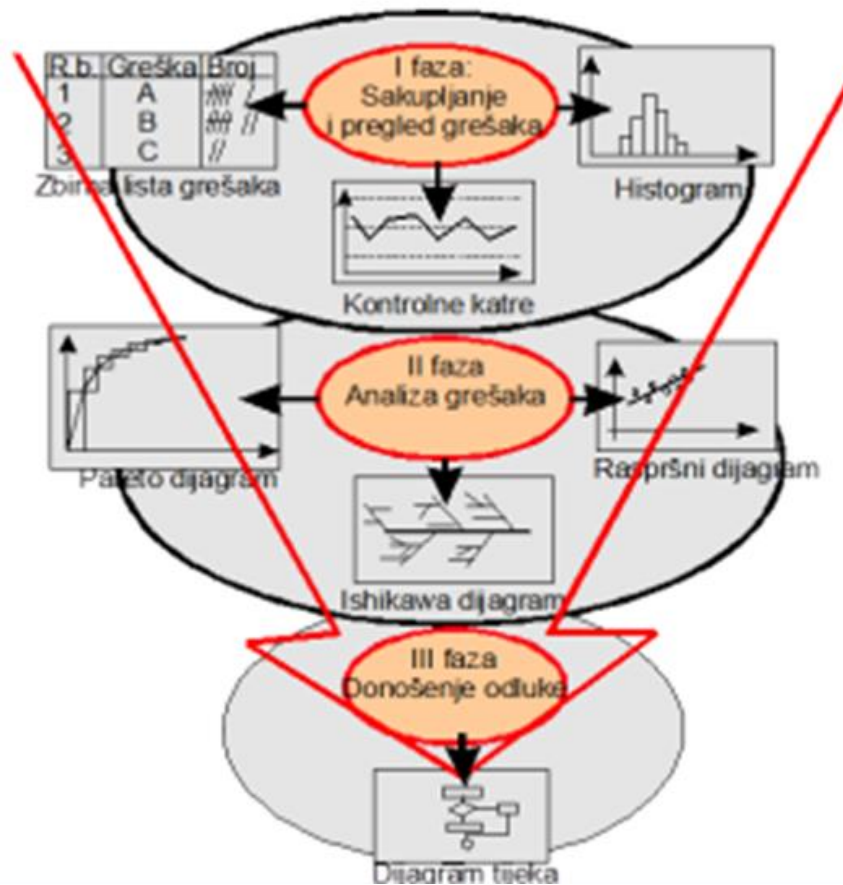 R.b. Greška Broj
1 A
2 B
3 C
Zbirna lista grešaka
I faza:
Sakupljanje
i pregled grešaka
Histogram
Kontrolne katre
II faza
Analiza grešaka
Pareto dijagram
Raspršni dijagram
Ishikawa dijagram
III faza
Donošenje odluke
Dijagram tijeka